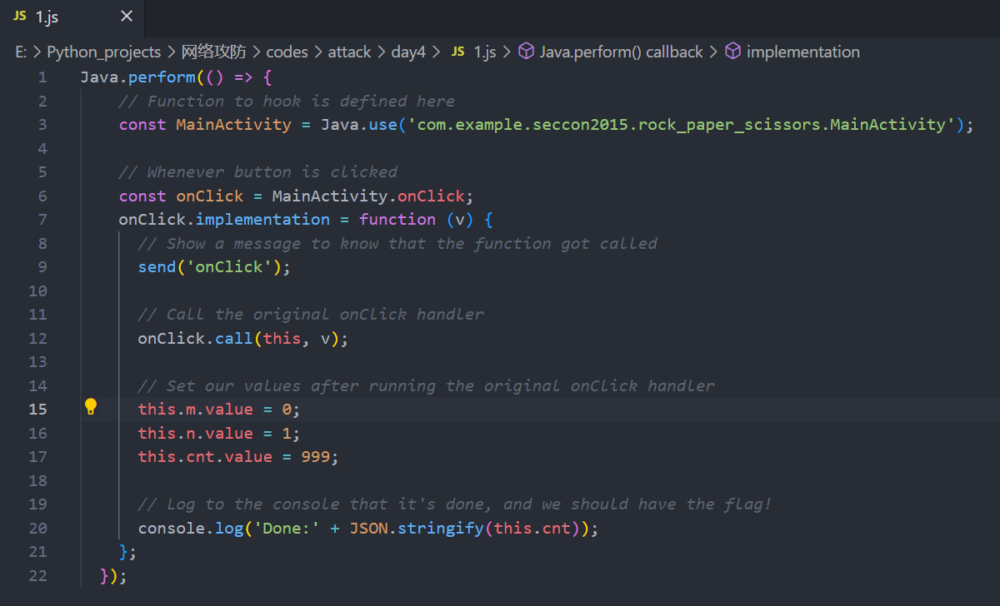 JS 1.js ×
E: > Python_projects > 网络攻防 > codes > attack > day4 > JS 1.js > Java.perform() callback > implementation
1 Java.perform(() => {
2 // Function to hook is defined here
3 const MainActivity = Java.use('com.example.seccon2015.rock_paper_scissors.MainActivity');
4
5 // Whenever button is clicked
6 const onClick = MainActivity.onClick;
7 onClick.implementation = function (v) {
8 // Show a message to know that the function got called
9 send('onClick');
10
11 // Call the original onClick handler
12 onClick.call(this, v);
13
14 // Set our values after running the original onClick handler
15 this.m.value = 0;
16 this.n.value = 1;
17 this.cnt.value = 999;
18
19 // Log to the console that it's done, and we should have the flag!
20 console.log('Done:' + JSON.stringify(this.cnt));
21 };
22 });